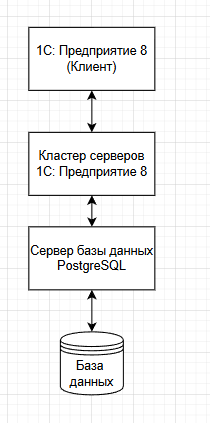 1С: Предприятие 8
(Клиент)
Кластер серверов
1С: Предприятие 8
Сервер базы данных
PostgreSQL
База
данных